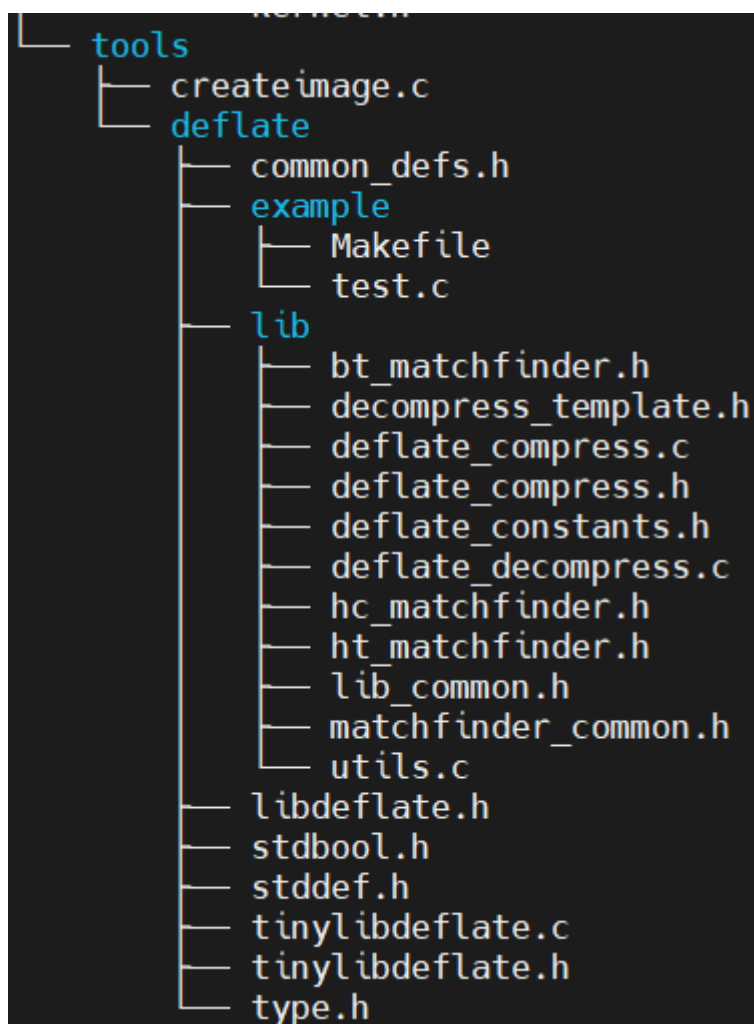 └── tools
    ├── createimage.c
    └── deflate
        ├── common_defs.h
        ├── example
        │   ├── Makefile
        │   └── test.c
        ├── lib
        │   ├── bt_matchfinder.h
        │   ├── decompress_template.h
        │   ├── deflate_compress.c
        │   ├── deflate_compress.h
        │   ├── deflate_constants.h
        │   ├── deflate_decompress.c
        │   ├── hc_matchfinder.h
        │   ├── ht_matchfinder.h
        │   ├── lib_common.h
        │   ├── matchfinder_common.h
        │   └── utils.c
        ├── libdeflate.h
        ├── stdbool.h
        ├── stddef.h
        ├── tinylibdeflate.c
        ├── tinylibdeflate.h
        └── type.h